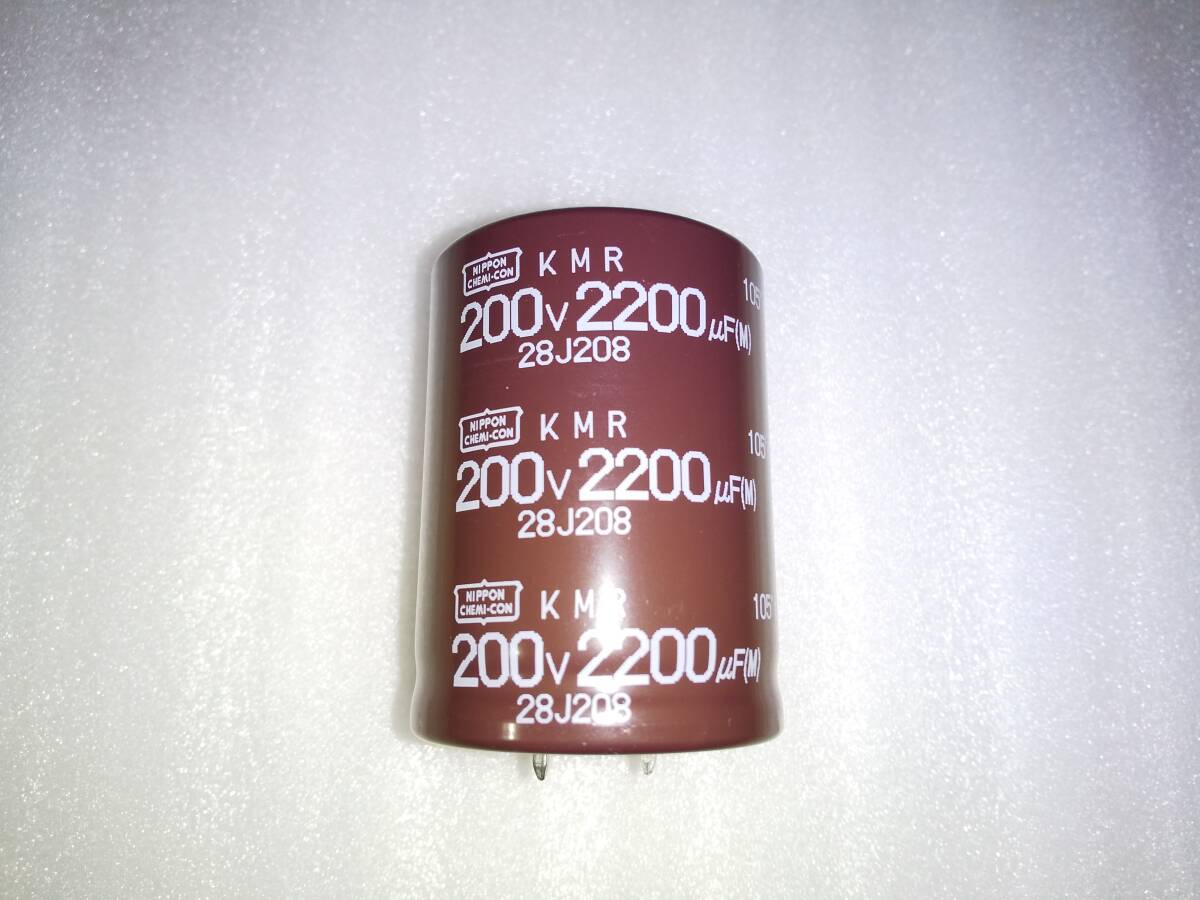 NIPPON
CHEMI-CON
KMR
105
200V 2200μF(M)
28J208
NIPPON
CHEMI-CON
KMR
105
200V 2200μF(M)
28J208
NIPPON
CHEMI-CON
KMR
105
200V 2200μF(M)
28J208